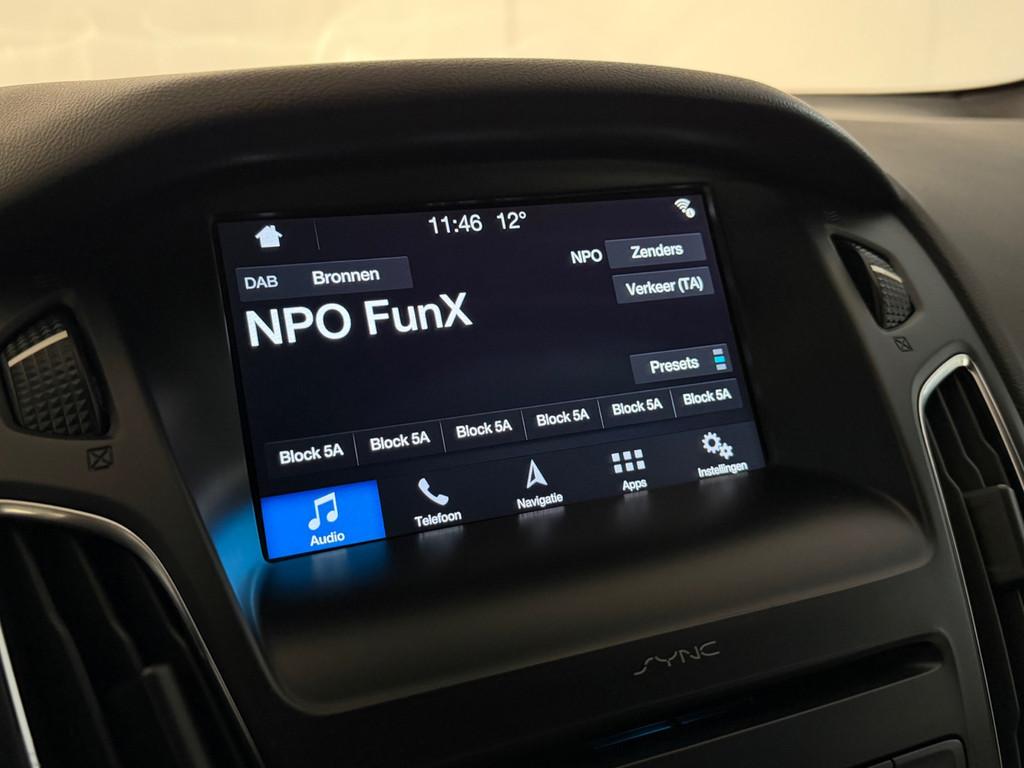 11:46 12°
DAB Bronnen
NPO Zenders
Verkeer (TA)
NPO FunX
Presets
Block 5A Block 5A Block 5A Block 5A Block 5A Block 5A
Audio Telefoon Navigatie Apps Instellingen
SYNC